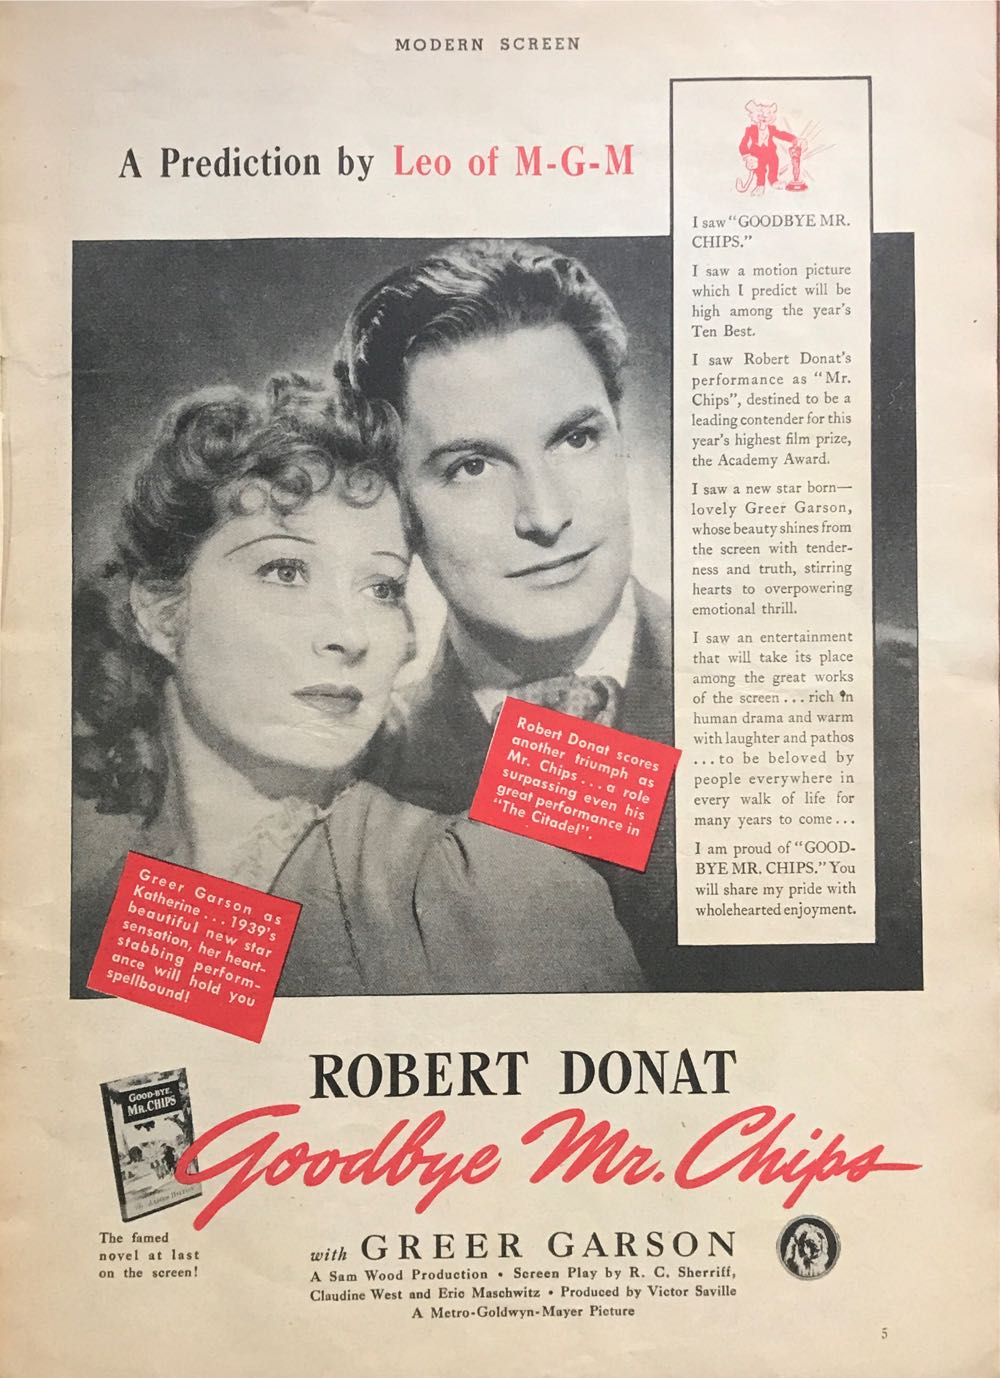 MODERN SCREEN
A Prediction by Leo of M-G-M
I saw "GOODBYE MR.
CHIPS."
I saw a motion picture
which I predict will be
high among the year's
Ten Best.
I saw Robert Donat's
performance as "Mr.
Chips", destined to be a
leading contender for this
year's highest film prize,
the Academy Award.
I saw a new star born—
lovely Greer Garson,
whose beauty shines from
the screen with tender-
ness and truth, stirring
hearts to overpowering
emotional thrill.
I saw an entertainment
that will take its place
among the great works
of the screen . . . rich in
human drama and warm
with laughter and pathos
. . . to be beloved by
people everywhere in
every walk of life for
many years to come . . .
I am proud of "GOOD-
BYE MR. CHIPS." You
will share my pride with
wholehearted enjoyment.
Robert Donat scores
another triumph as
Mr. Chips . . . a role
surpassing even his
great performance in
"The Citadel".
Greer Garson as
Katherine . . . 1939's
beautiful new star
sensation, her heart-
stabbing perform-
ance will hold you
spellbound!
ROBERT DONAT
Goodbye Mr. Chips
GOOD-BYE,
MR. CHIPS
JAMES HILTON
The famed
novel at last
on the screen!
with GREER GARSON
A Sam Wood Production • Screen Play by R. C. Sherriff,
Claudine West and Eric Maschwitz • Produced by Victor Saville
A Metro-Goldwyn-Mayer Picture
5